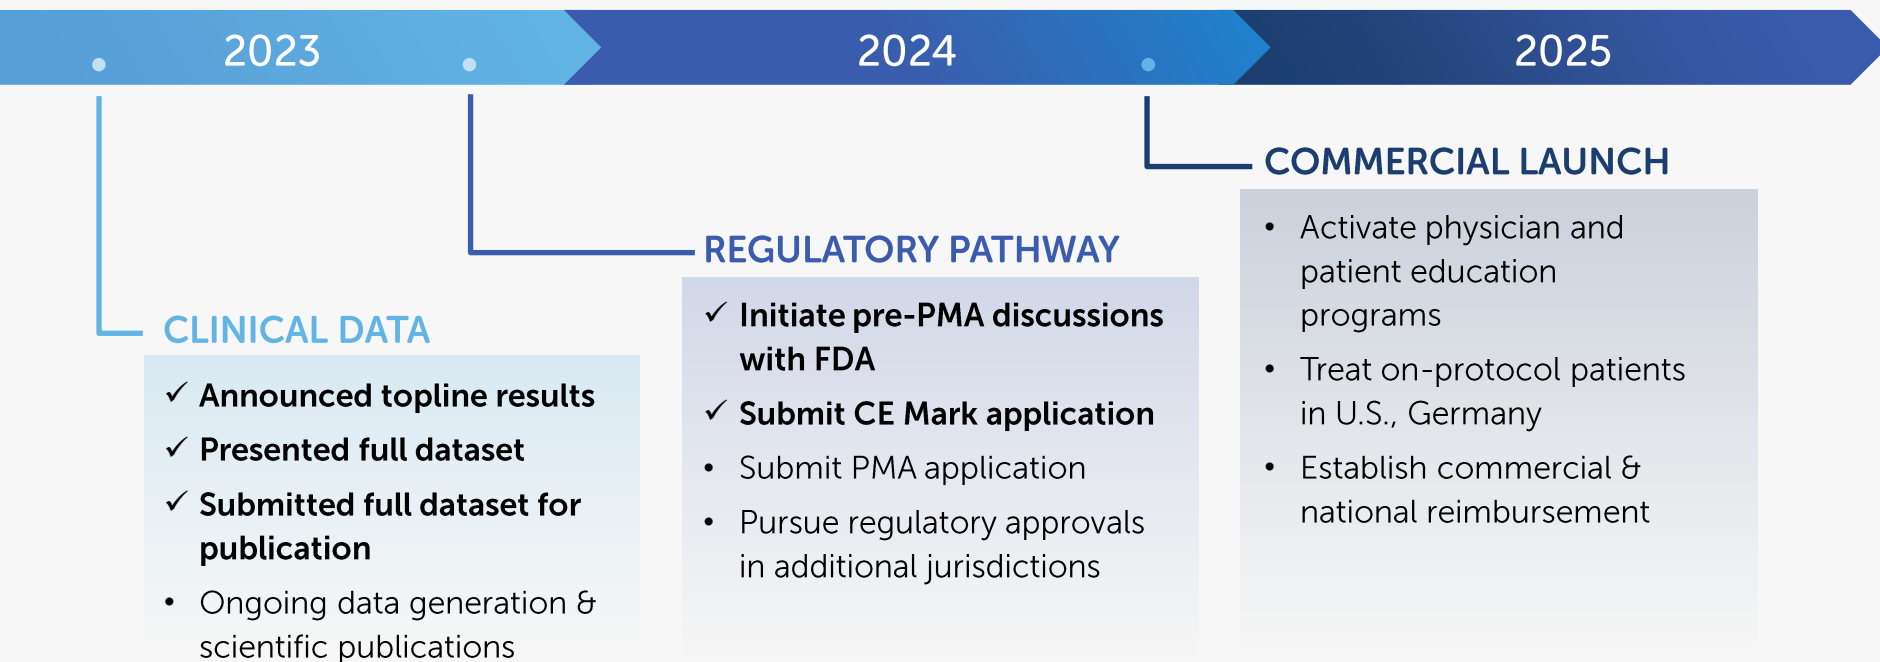 2023
2024
2025
CLINICAL DATA
✓ Announced topline results
✓ Presented full dataset
✓ Submitted full dataset for
publication
• Ongoing data generation &
scientific publications
REGULATORY PATHWAY
✓ Initiate pre-PMA discussions
with FDA
✓ Submit CE Mark application
• Submit PMA application
• Pursue regulatory approvals
in additional jurisdictions
COMMERCIAL LAUNCH
• Activate physician and
patient education
programs
• Treat on-protocol patients
in U.S., Germany
• Establish commercial &
national reimbursement